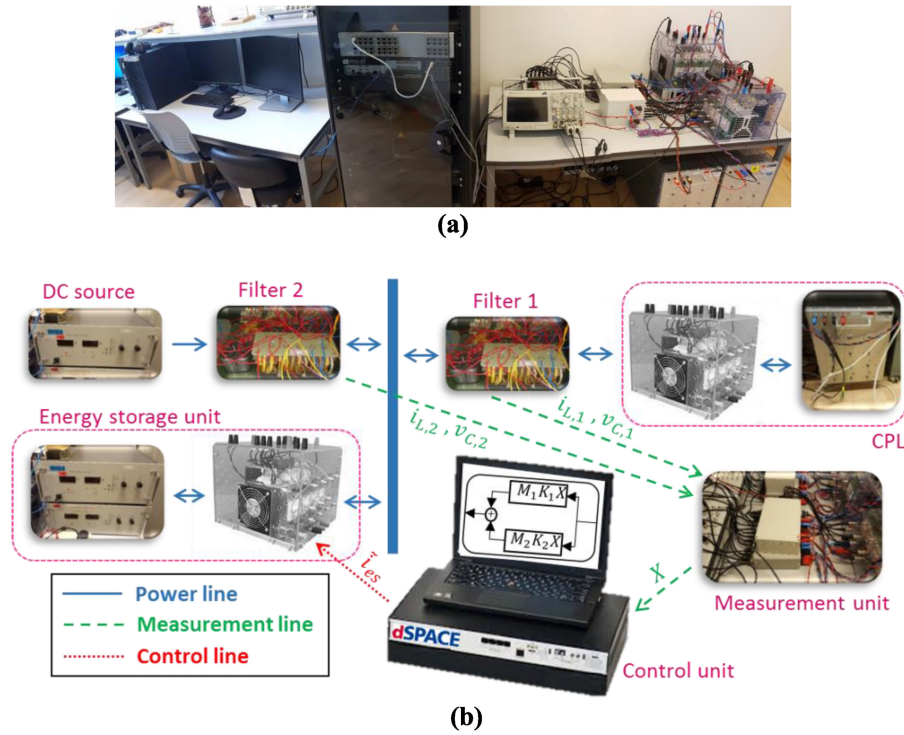 (a)
DC source
Filter 2
Filter 1
Energy storage unit
CPL
i_{L,1} , v_{C,1}
i_{L,2} , v_{C,2}
M_1K_1X
+
M_2K_2X
ĩ_{es}
X
Measurement unit
Power line
Measurement line
Control line
dSPACE
Control unit
(b)